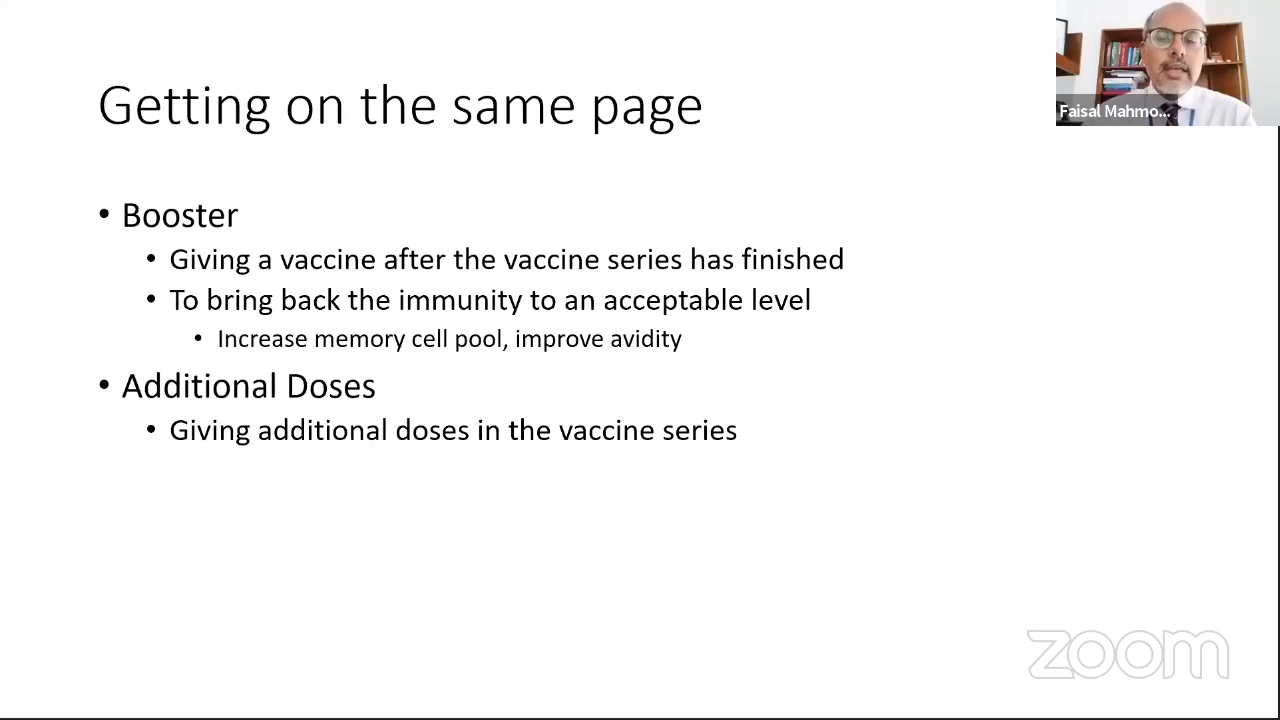 Getting on the same page
Faisal Mahmo...
• Booster
• Giving a vaccine after the vaccine series has finished
• To bring back the immunity to an acceptable level
• Increase memory cell pool, improve avidity
• Additional Doses
• Giving additional doses in the vaccine series
zoom